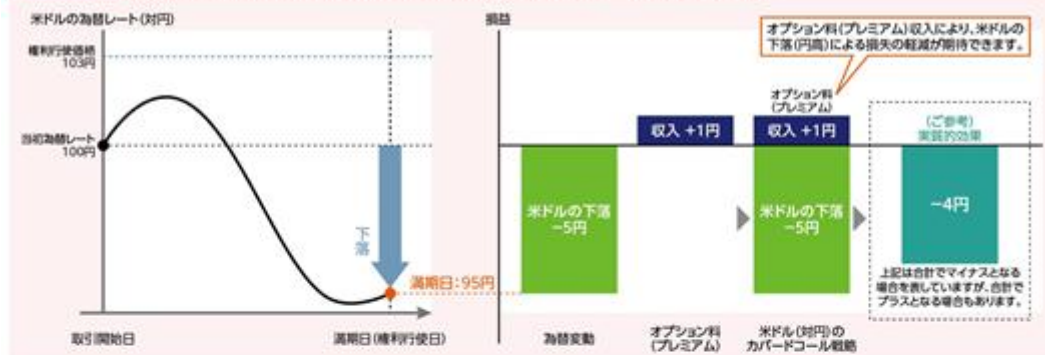 米ドルの為替レート(対円)
権利行使価格
103円
当初為替レート
100円
下落
満期日:95円
取引開始日
満期日(権利行使日)
損益
オプション料(プレミアム)収入により、米ドルの
下落(円高)による損失の軽減が期待できます。
オプション料
(プレミアム)
収入 +1円
収入 +1円
(ご参考)
実質的効果
米ドルの下落
-5円
米ドルの下落
-5円
-4円
上記は合計でマイナスとなる
場合を表していますが、合計で
プラスとなる場合もあります。
為替変動
オプション料
(プレミアム)
米ドル(対円)の
カバードコール戦略